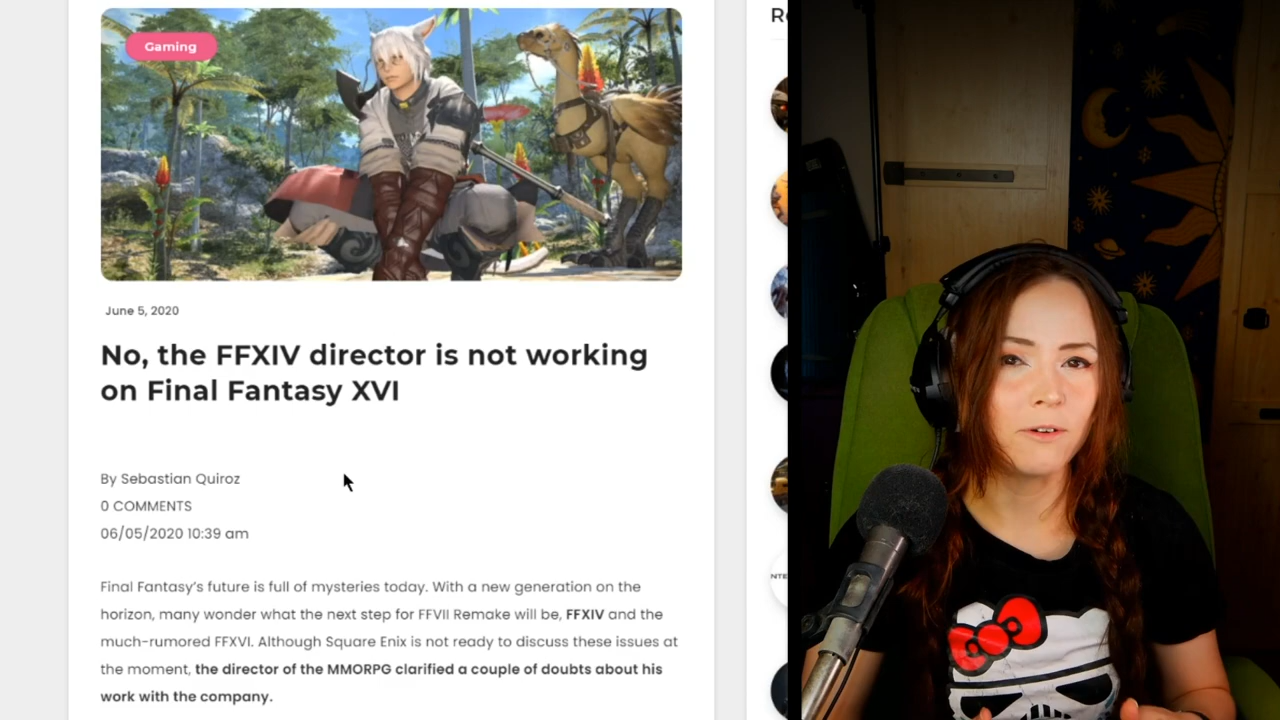 Gaming
June 5, 2020
No, the FFXIV director is not working
on Final Fantasy XVI
By Sebastian Quiroz
0 COMMENTS
06/05/2020 10:39 am
Final Fantasy's future is full of mysteries today. With a new generation on the
horizon, many wonder what the next step for FFVII Remake will be, FFXIV and the
much-rumored FFXVI. Although Square Enix is not ready to discuss these issues at
the moment, the director of the MMORPG clarified a couple of doubts about his
work with the company.